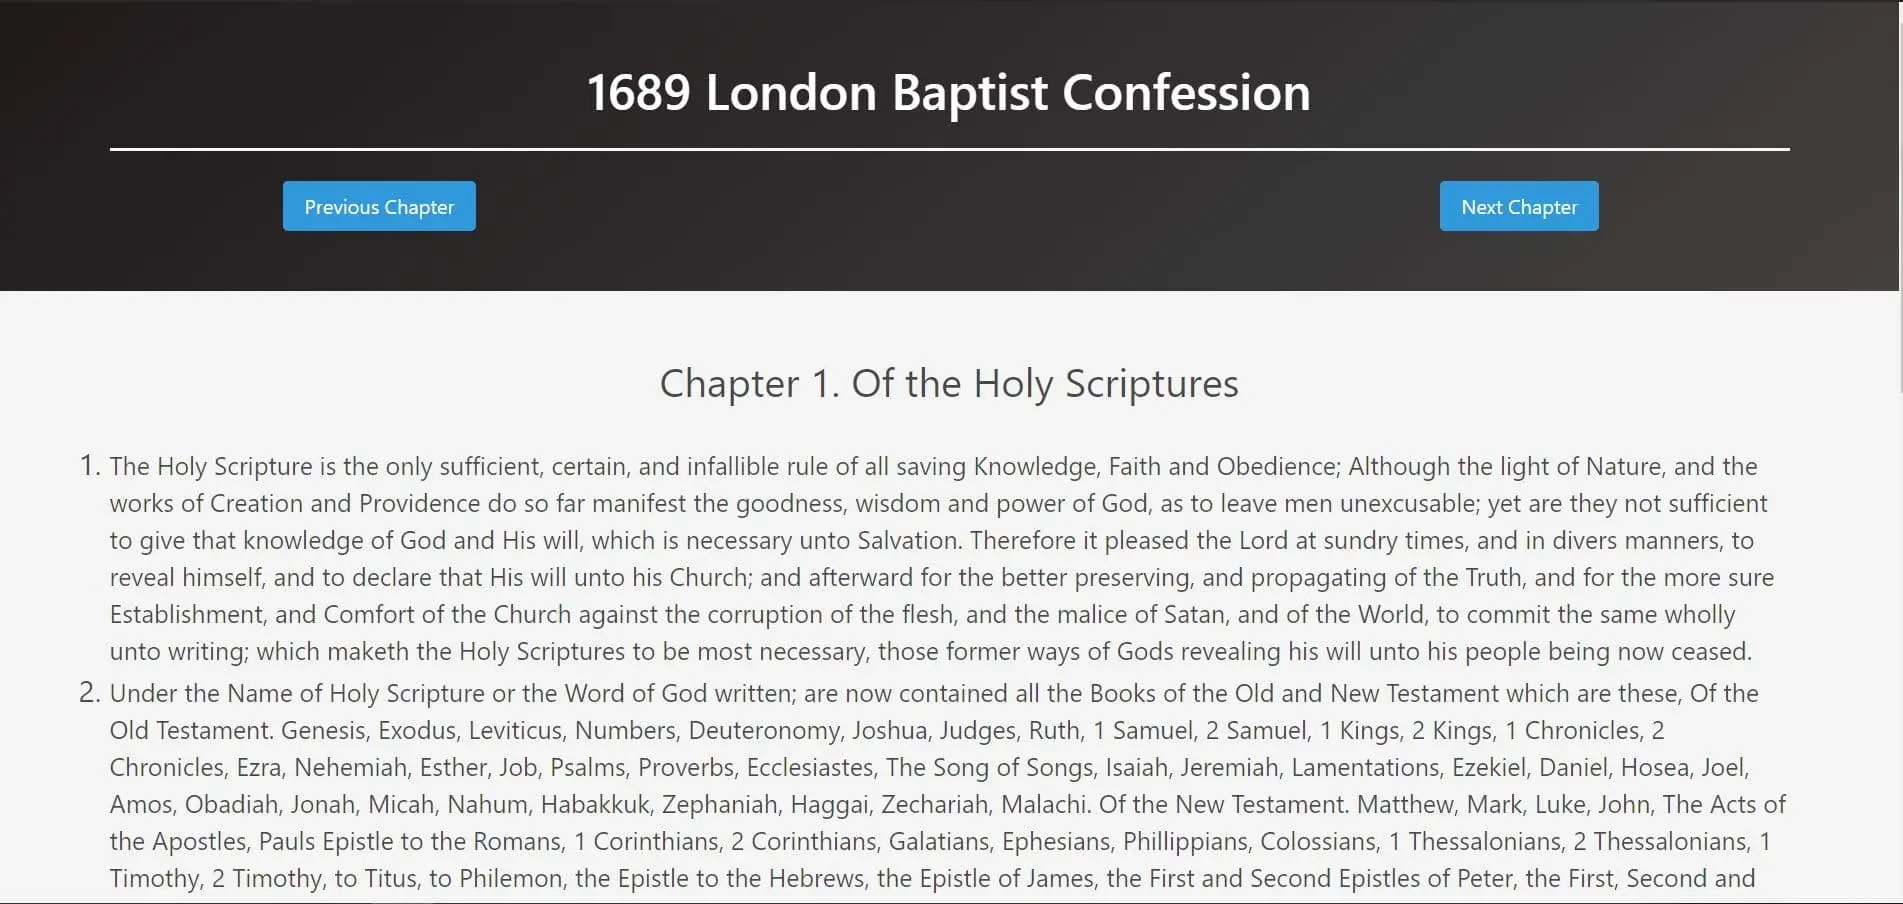 1689 London Baptist Confession
Previous Chapter
Next Chapter
Chapter 1. Of the Holy Scriptures
1. The Holy Scripture is the only sufficient, certain, and infallible rule of all saving Knowledge, Faith and Obedience; Although the light of Nature, and the
works of Creation and Providence do so far manifest the goodness, wisdom and power of God, as to leave men unexcusable; yet are they not sufficient
to give that knowledge of God and His will, which is necessary unto Salvation. Therefore it pleased the Lord at sundry times, and in divers manners, to
reveal himself, and to declare that His will unto his Church; and afterward for the better preserving, and propagating of the Truth, and for the more sure
Establishment, and Comfort of the Church against the corruption of the flesh, and the malice of Satan, and of the World, to commit the same wholly
unto writing; which maketh the Holy Scriptures to be most necessary, those former ways of Gods revealing his will unto his people being now ceased.
2. Under the Name of Holy Scripture or the Word of God written; are now contained all the Books of the Old and New Testament which are these, Of the
Old Testament. Genesis, Exodus, Leviticus, Numbers, Deuteronomy, Joshua, Judges, Ruth, 1 Samuel, 2 Samuel, 1 Kings, 2 Kings, 1 Chronicles, 2
Chronicles, Ezra, Nehemiah, Esther, Job, Psalms, Proverbs, Ecclesiastes, The Song of Songs, Isaiah, Jeremiah, Lamentations, Ezekiel, Daniel, Hosea, Joel,
Amos, Obadiah, Jonah, Micah, Nahum, Habakkuk, Zephaniah, Haggai, Zechariah, Malachi. Of the New Testament. Matthew, Mark, Luke, John, The Acts of
the Apostles, Pauls Epistle to the Romans, 1 Corinthians, 2 Corinthians, Galatians, Ephesians, Phillippians, Colossians, 1 Thessalonians, 2 Thessalonians, 1
Timothy, 2 Timothy, to Titus, to Philemon, the Epistle to the Hebrews, the Epistle of James, the First and Second Epistles of Peter, the First, Second and